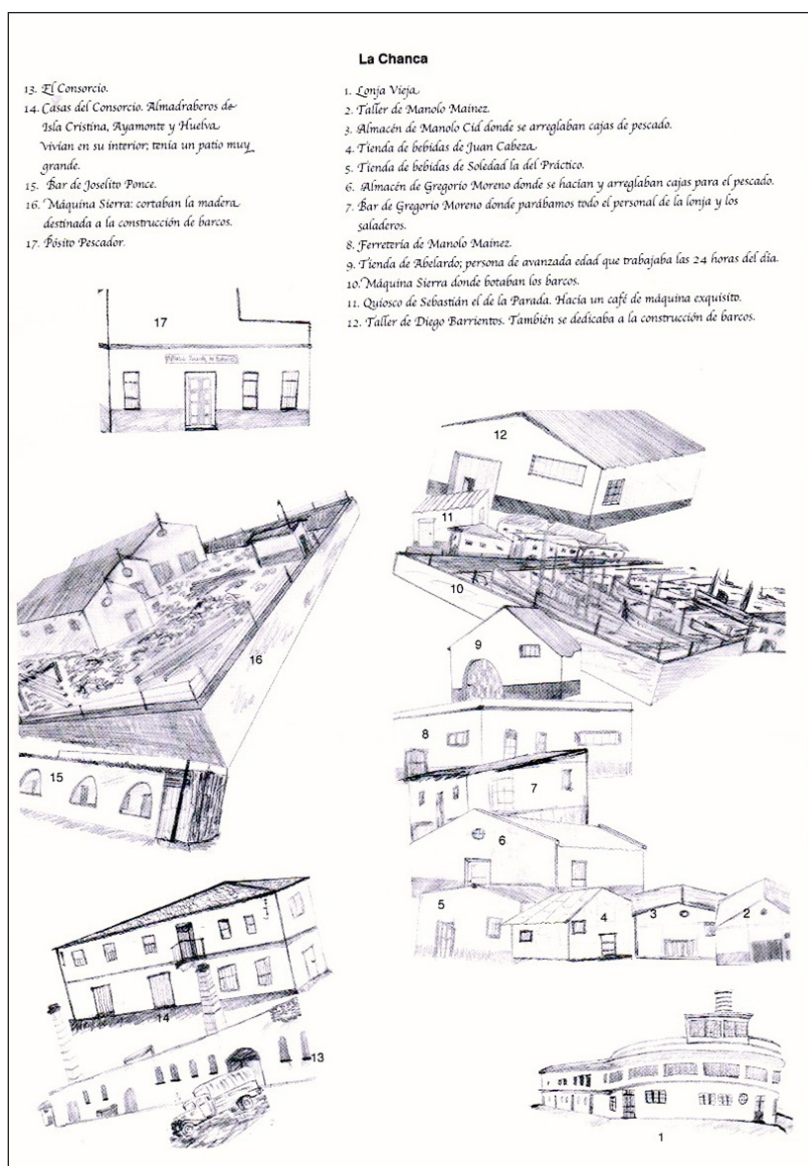 La Chanca
13. El Consorcio.
14. Casas del Consorcio. Almadraberos de
Isla Cristina, Ayamonte y Huelva
Vivian en su interior; tenía un patio muy
grande.
15. Bar de Joselito Ponce.
16. Máquina Sierra: cortaban la madera
destinada a la construcción de barcos.
17. Pósito Pescador.
1. Lonja Vieja
2. Taller de Manolo Mainez.
3. Almacén de Manolo Cid donde se arreglaban cajas de pescado.
4. Tienda de bebidas de Juan Cabeza
5. Tienda de bebidas de Soledad la del Práctico.
6. Almacén de Gregorio Moreno donde se hacían y arreglaban cajas para el pescado.
7. Bar de Gregorio Moreno donde parábamos todo el personal de la lonja y los
saladeros.
8. Ferretería de Manolo Mainez.
9. Tienda de Abelardo; persona de avanzada edad que trabajaba las 24 horas del día.
10. Máquina Sierra donde botaban los barcos.
11. Quiosco de Sebastián el de la Parada. Hacía un café de máquina exquisito.
12. Taller de Diego Barrientos. También se dedicaba a la construcción de barcos.
17
12
11
10
9
16
8
15
7
6
5
4
3
2
14
13
1